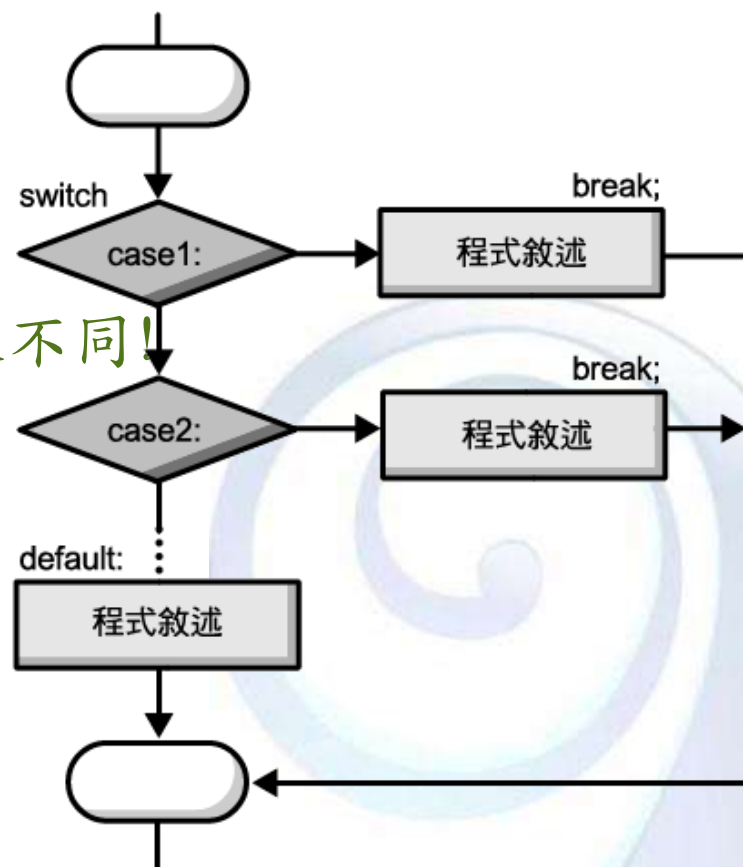 switch
break;
case1:
程式敘述
不同!
break;
case2:
程式敘述
default:
程式敘述